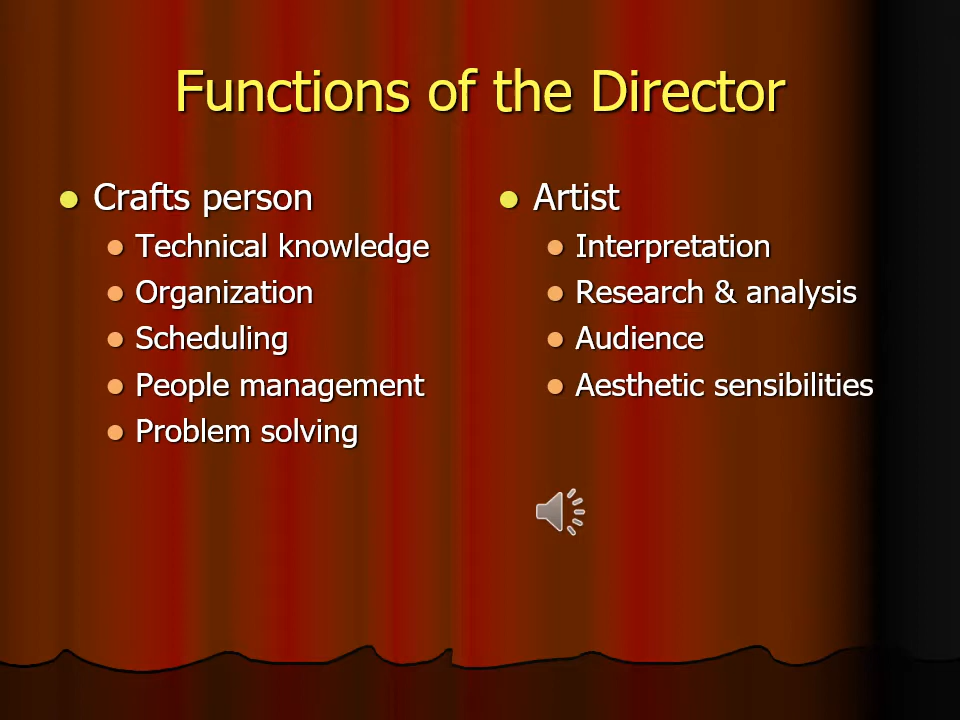 Functions of the Director
Crafts person
Technical knowledge
Organization
Scheduling
People management
Problem solving
Artist
Interpretation
Research & analysis
Audience
Aesthetic sensibilities